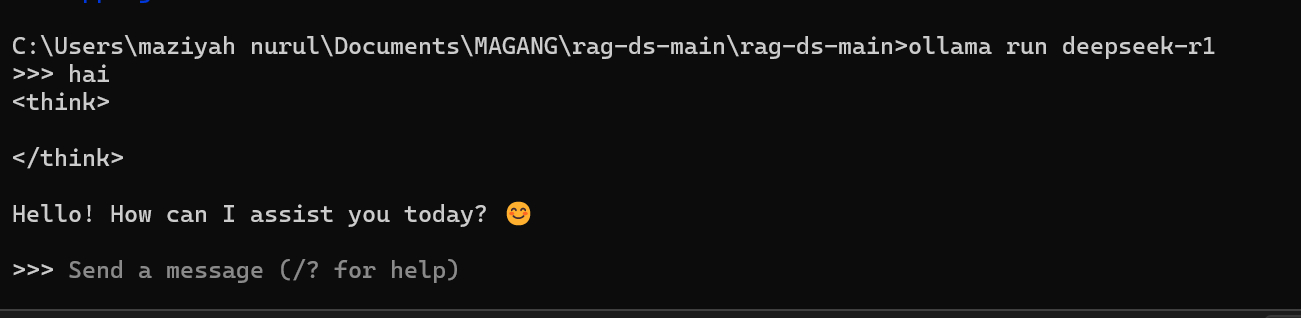 C:\Users\maziyah nurul\Documents\MAGANG\rag-ds-main\rag-ds-main>ollama run deepseek-r1
>>> hai
<think>
</think>
Hello! How can I assist you today? 😊
>>> Send a message (/? for help)